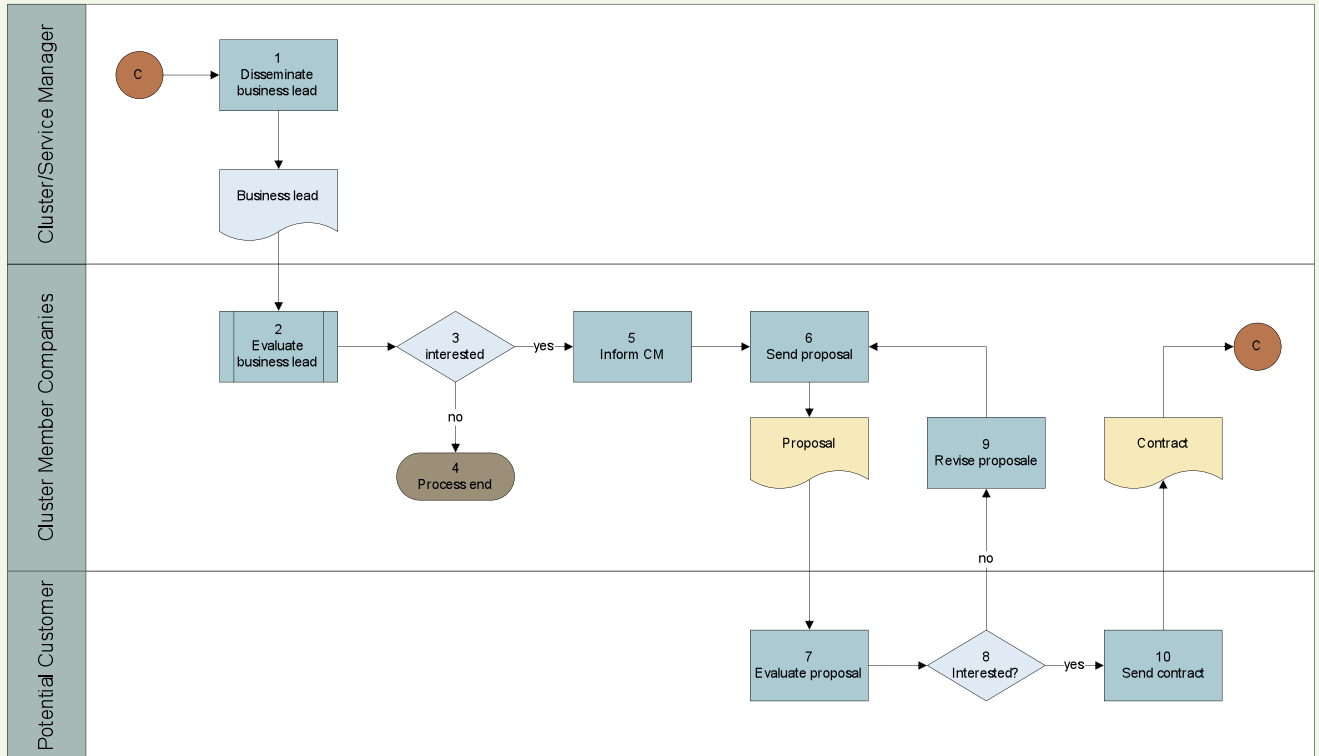 Cluster/Service Manager
C
1
Disseminate
business lead
Business lead
Cluster Member Companies
2
Evaluate
business lead
3
interested
yes
5
Inform CM
6
Send proposal
C
no
4
Process end
Proposal
9
Revise proposale
Contract
no
Potential Customer
7
Evaluate proposal
8
Interested?
yes
10
Send contract